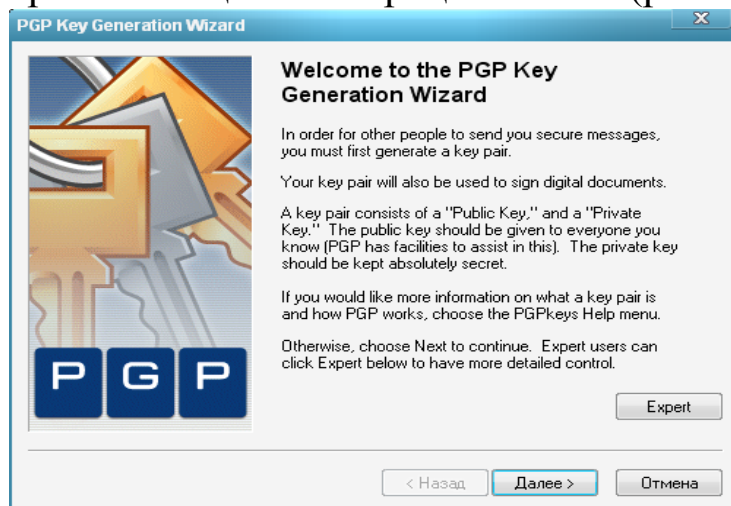 PGP Key Generation Wizard
X
Welcome to the PGP Key
Generation Wizard
In order for other people to send you secure messages,
you must first generate a key pair.
Your key pair will also be used to sign digital documents.
A key pair consists of a "Public Key," and a "Private
Key."  The public key should be given to everyone you
know (PGP has facilities to assist in this).  The private key
should be kept absolutely secret.
If you would like more information on what a key pair is
and how PGP works, choose the PGPkeys Help menu.
Otherwise, choose Next to continue.  Expert users can
click Expert below to have more detailed control.
P G P
Expert
< Назад Далее > Отмена